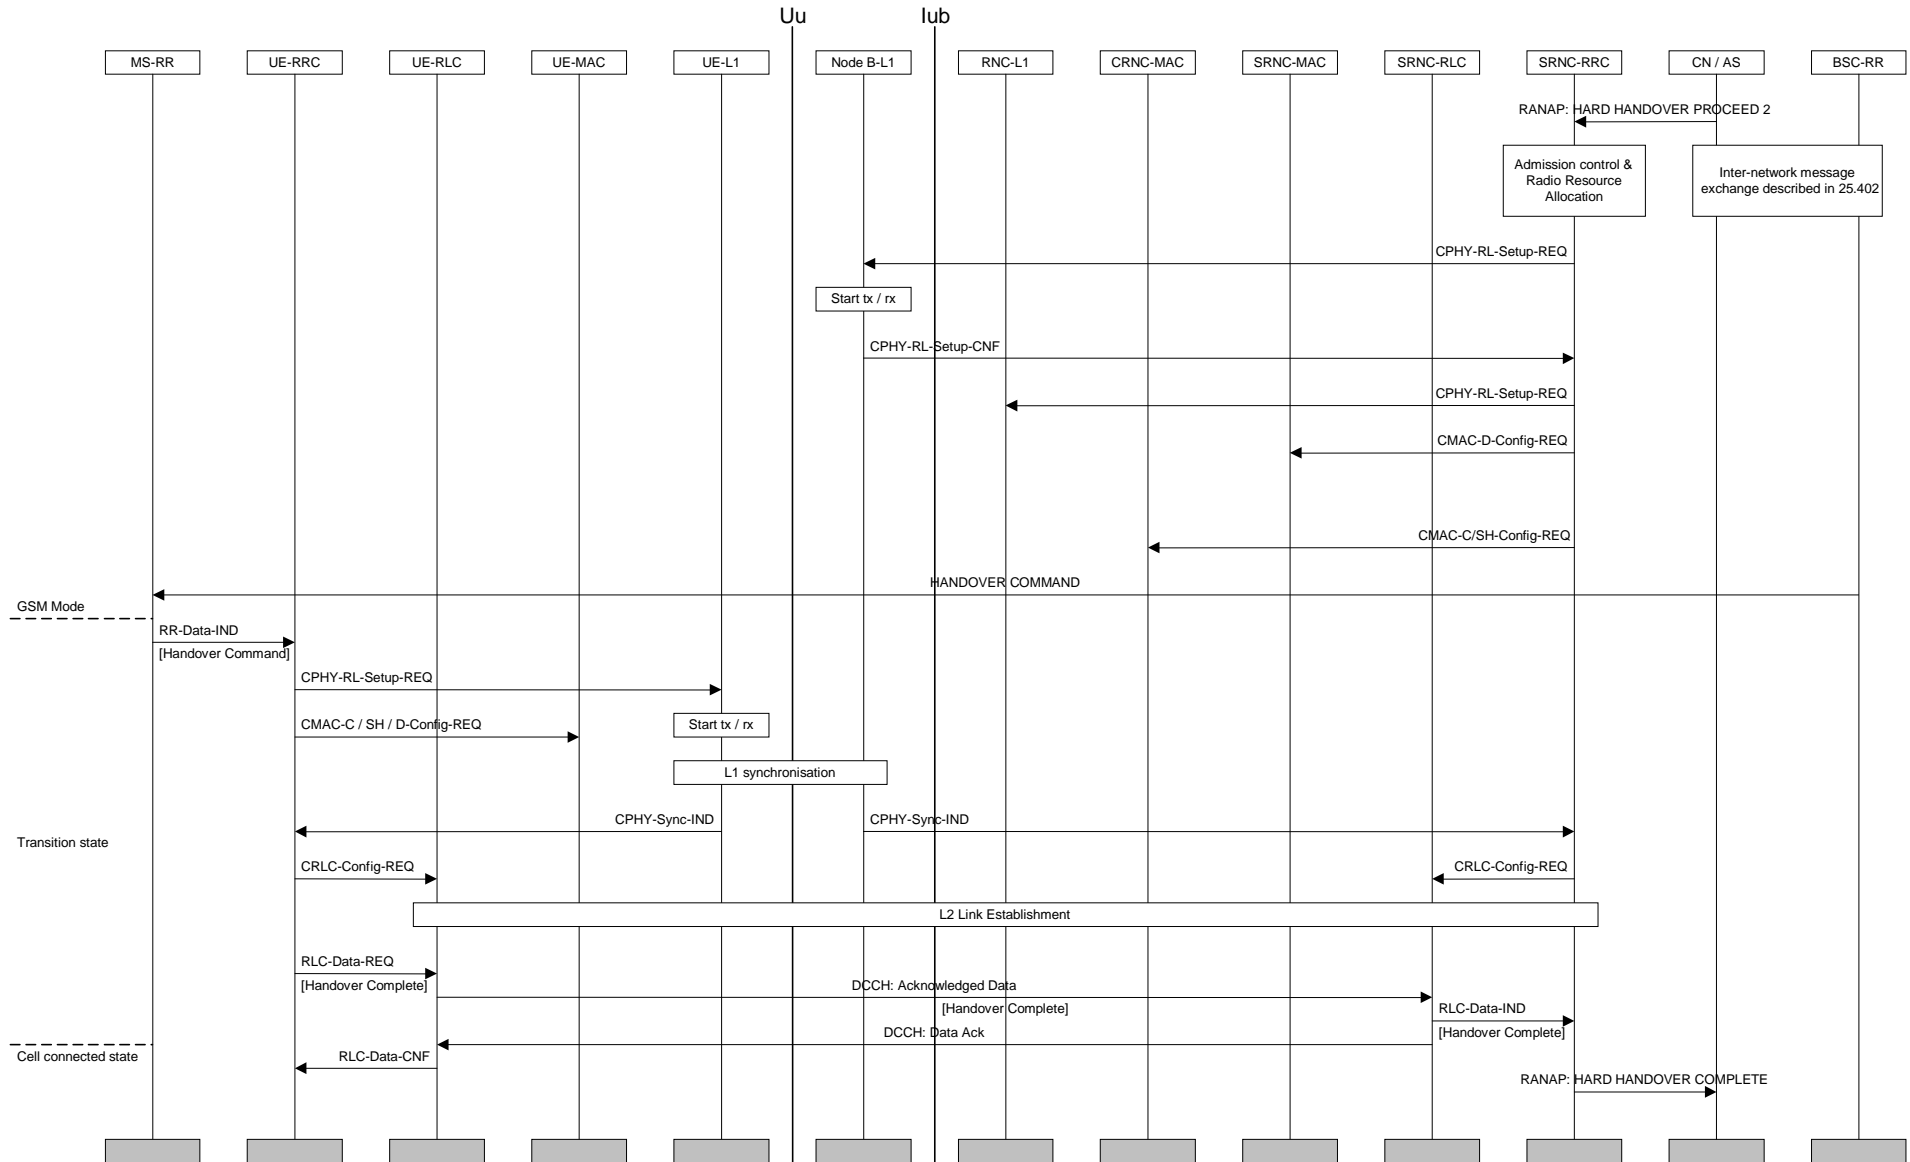 Uu
Iub
MS-RR
UE-RRC
UE-RLC
UE-MAC
UE-L1
Node B-L1
RNC-L1
CRNC-MAC
SRNC-MAC
SRNC-RLC
SRNC-RRC
CN / AS
BSC-RR
RANAP: HARD HANDOVER PROCEED 2
Admission control &
Radio Resource
Allocation
Inter-network message
exchange described in 25.402
CPHY-RL-Setup-REQ
Start tx / rx
CPHY-RL-Setup-CNF
CPHY-RL-Setup-REQ
CMAC-D-Config-REQ
CMAC-C/SH-Config-REQ
HANDOVER COMMAND
GSM Mode
RR-Data-IND
[Handover Command]
CPHY-RL-Setup-REQ
CMAC-C / SH / D-Config-REQ
Start tx / rx
L1 synchronisation
CPHY-Sync-IND
CPHY-Sync-IND
Transition state
CRLC-Config-REQ
CRLC-Config-REQ
L2 Link Establishment
RLC-Data-REQ
[Handover Complete]
DCCH: Acknowledged Data
[Handover Complete]
RLC-Data-IND
[Handover Complete]
DCCH: Data Ack
Cell connected state
RLC-Data-CNF
RANAP: HARD HANDOVER COMPLETE